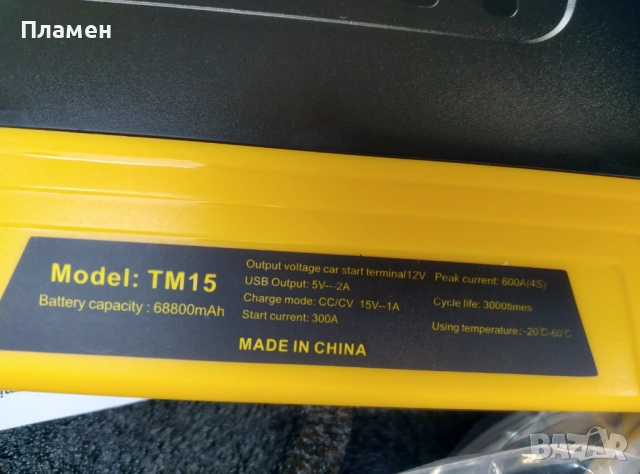 Пламен
Model: TM15
Battery capacity : 68800mAh
Output voltage car start terminal12V
USB Output: 5V---2A
Charge mode: CC/CV 15V--1A
Start current: 300A
Peak current: 600A(4S)
Cycle life: 3000times
Using temperature: -20℃-60℃
MADE IN CHINA
BAZAR